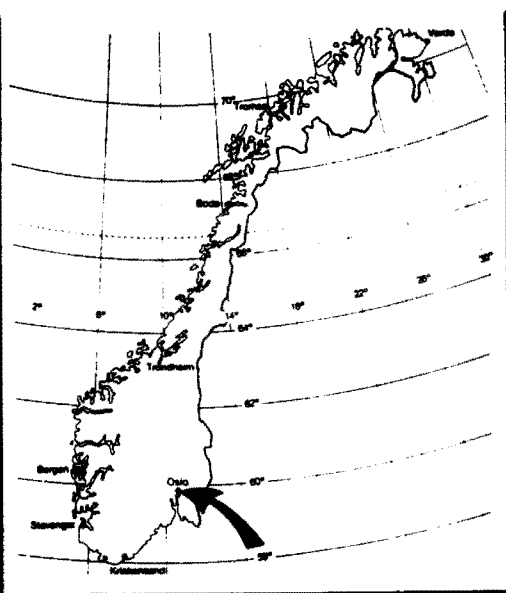 Vardø
70°
Tromsø
Bodø
66°
2°
6°
10°
14°
18°
22°
26°
64°
Trondheim
62°
Bergen
Oslo
60°
Stavanger
58°
Kristiansand